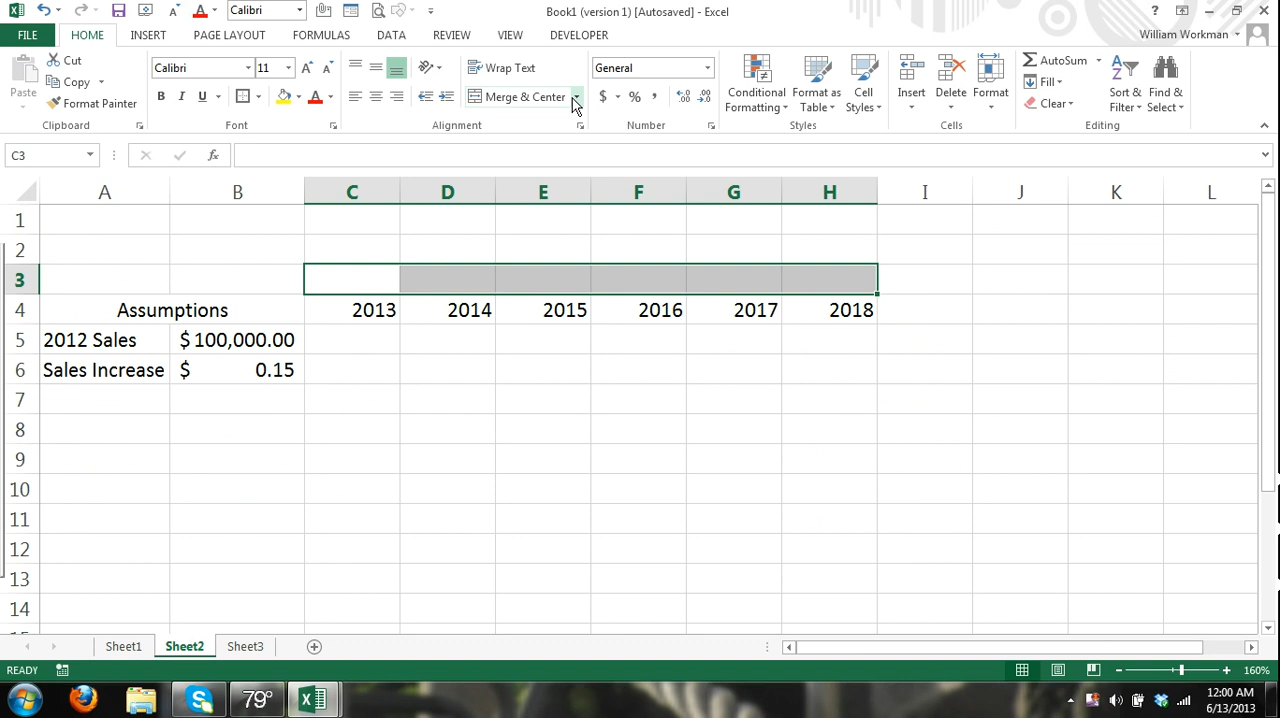 Calibri
Book1 (version 1) [Autosaved] - Excel
?
FILE HOME INSERT PAGE LAYOUT FORMULAS DATA REVIEW VIEW DEVELOPER
William Workman
Paste
Cut
Copy
Format Painter
Clipboard
Calibri 11
B I U A
Font
Wrap Text
Merge & Center
Alignment
General
$ % ,
Number
Conditional Formatting
Format as Table
Cell Styles
Styles
Insert Delete Format
Cells
AutoSum
Fill
Clear
Sort & Filter
Find & Select
Editing
C3 fx
A B C D E F G H I J K L
1
2
3
4 Assumptions 2013 2014 2015 2016 2017 2018
5 2012 Sales $ 100,000.00
6 Sales Increase $ 0.15
7
8
9
10
11
12
13
14
Sheet1 Sheet2 Sheet3
READY 160%
79°
12:00 AM
6/13/2013